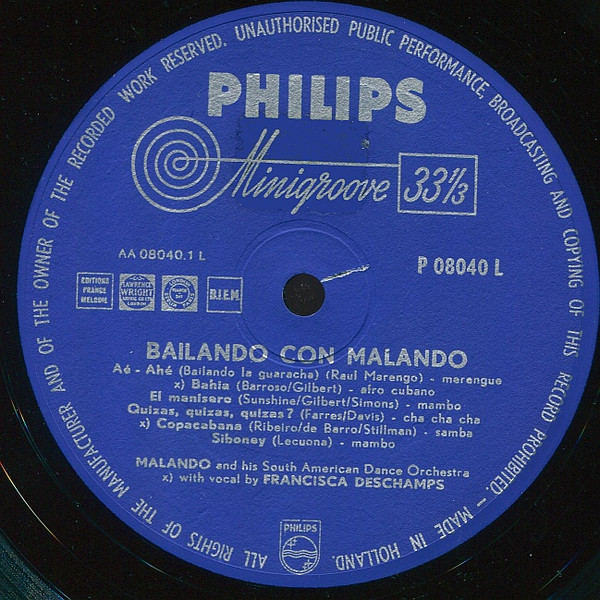 ALL RIGHTS OF THE MANUFACTURER AND OF THE OWNER OF THE RECORDED WORK RESERVED. UNAUTHORISED PUBLIC PERFORMANCE, BROADCASTING AND COPYING OF THIS RECORD PROHIBITED. – MADE IN HOLLAND.
PHILIPS
Minigroove 33⅓
AA 08040.1 L
P 08040 L
EDITIONS
FRANCE
MELODIE
LAWRENCE
WRIGHT
MUSIC CO LTD
LONDON
B.I.E.M.
BAILANDO CON MALANDO
Aé - Ahé (Bailando la guaracha) (Raul Marengo) - merengue
x) Bahia (Barroso/Gilbert) - afro cubano
El manisero (Sunshine/Gilbert/Simons) - mambo
Quizas, quizas, quizas? (Farres/Davis) - cha cha cha
x) Copacabana (Ribeiro/de Barro/Stillman) - samba
Siboney (Lecuona) - mambo
MALANDO and his South American Dance Orchestra
x) with vocal by FRANCISCA DESCHAMPS
PHILIPS